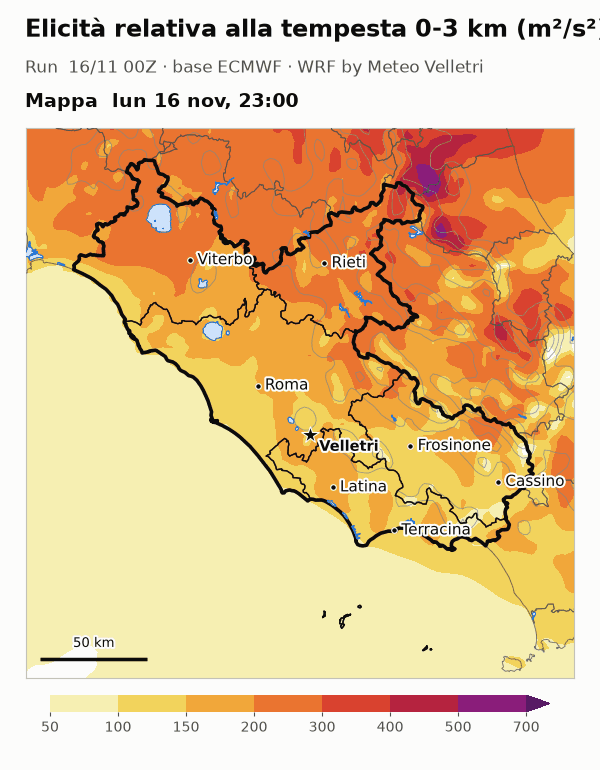 Elicità relativa alla tempesta 0-3 km (m²/s²)
Run 16/11 00Z · base ECMWF · WRF by Meteo Velletri
Mappa lun 16 nov, 23:00
Viterbo
Rieti
Roma
Velletri
Frosinone
Cassino
Latina
Terracina
50 km
50 100 150 200 300 400 500 700